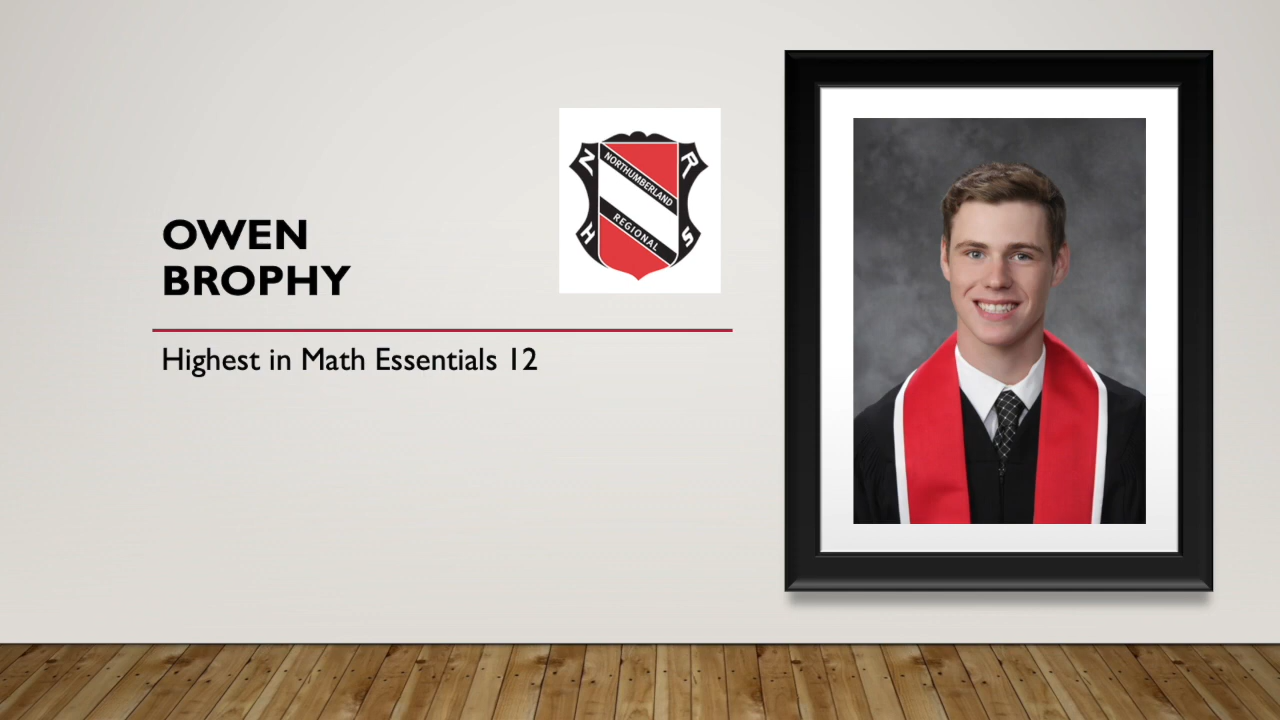 OWEN
BROPHY
Highest in Math Essentials 12
N R
NORTHUMBERLAND
REGIONAL
H S